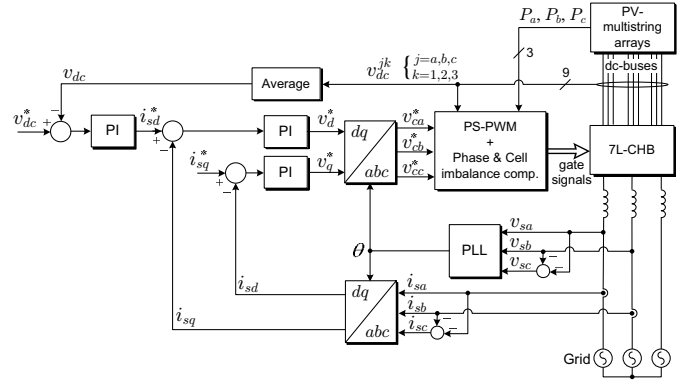 P_a, P_b, P_c
PV-
multistring
arrays
3
dc-buses
v_dc
Average
v_dc^jk { j=a,b,c
k=1,2,3
9
v_dc^*
+
−
PI
i_sd^*
+
−
PI
v_d^*
dq
abc
v_ca^*
v_cb^*
v_cc^*
PS-PWM
+
Phase & Cell
imbalance comp.
gate
signals
7L-CHB
i_sq^*
+
−
PI
v_q^*
θ
PLL
v_sa
v_sb
v_sc
−
−
i_sd
i_sq
dq
abc
i_sa
i_sb
i_sc
−
−
Grid